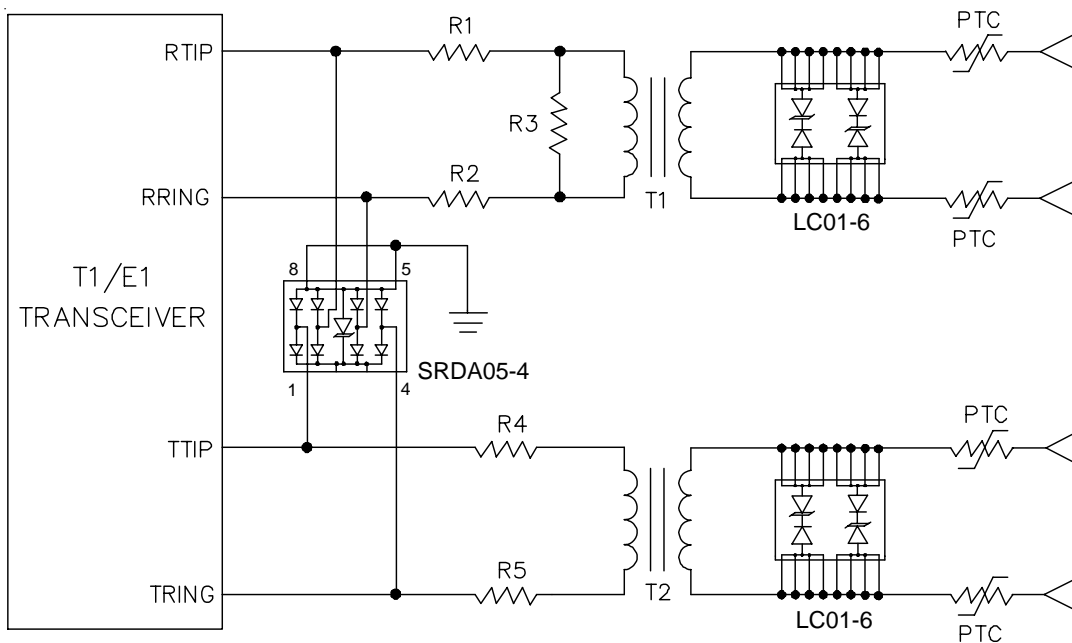 PTC
R1
RTIP
R3
R2
RRING
T1
PTC
LC01-6
8
5
T1/E1
TRANSCEIVER
SRDA05-4
1
4
PTC
R4
TTIP
R5
TRING
T2
LC01-6
PTC